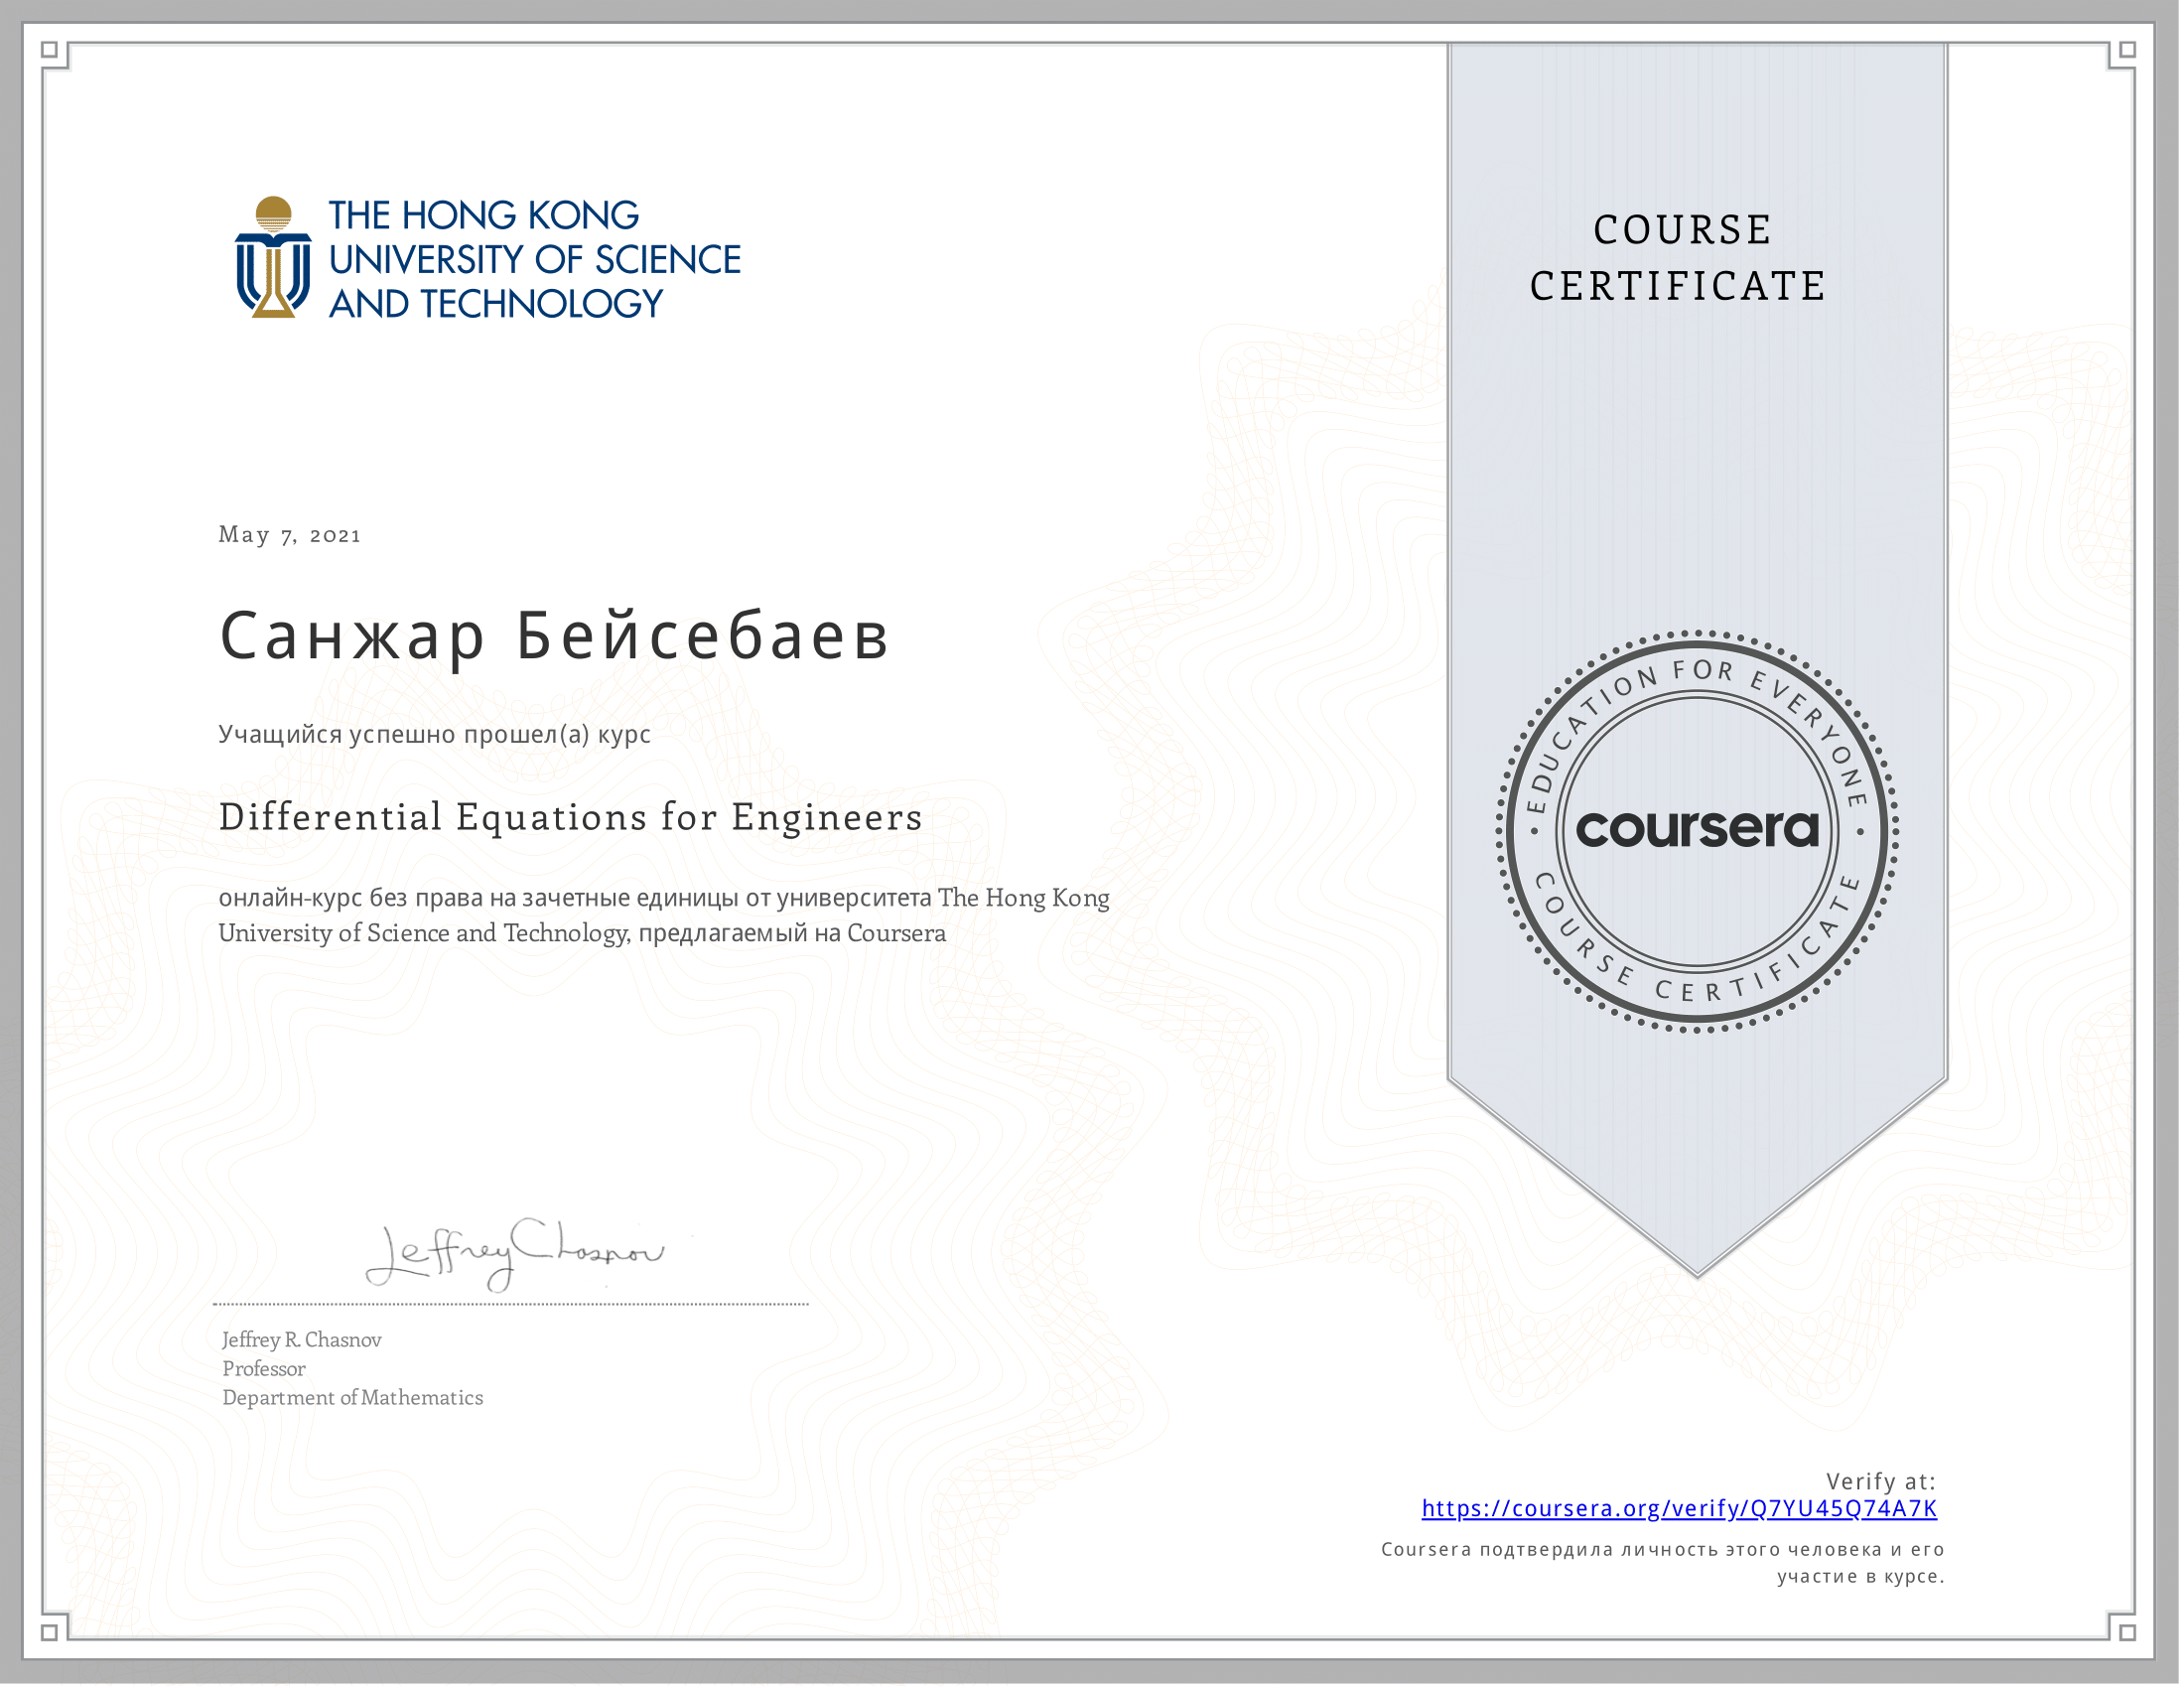 THE HONG KONG
UNIVERSITY OF SCIENCE
AND TECHNOLOGY
COURSE
CERTIFICATE
May 7, 2021
Санжар Бейсебаев
Учащийся успешно прошел(а) курс
Differential Equations for Engineers
онлайн-курс без права на зачетные единицы от университета The Hong Kong
University of Science and Technology, предлагаемый на Coursera
EDUCATION FOR EVERYONE
coursera
COURSE CERTIFICATE
Jeffrey Chasnov
Jeffrey R. Chasnov
Professor
Department of Mathematics
Verify at:
https://coursera.org/verify/Q7YU45Q74A7K
Coursera подтвердила личность этого человека и его
участие в курсе.